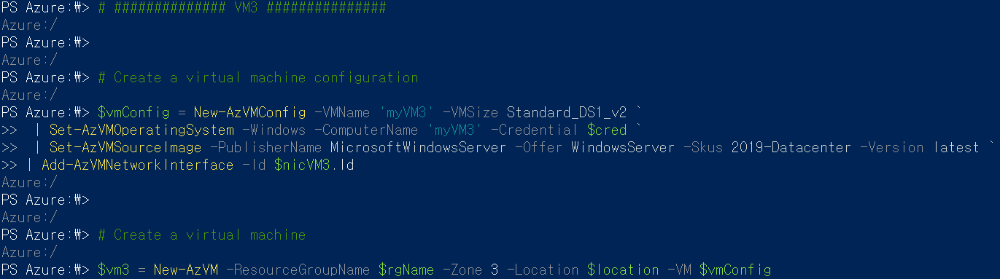 PS Azure:₩> # ############## VM3 ###############
Azure:/
PS Azure:₩>
Azure:/
PS Azure:₩> # Create a virtual machine configuration
Azure:/
PS Azure:₩> $vmConfig = New-AzVMConfig -VMName 'myVM3' -VMSize Standard_DS1_v2 `
>>  | Set-AzVMOperatingSystem -Windows -ComputerName 'myVM3' -Credential $cred `
>>  | Set-AzVMSourceImage -PublisherName MicrosoftWindowsServer -Offer WindowsServer -Skus 2019-Datacenter -Version latest `
>> | Add-AzVMNetworkInterface -Id $nicVM3.Id
Azure:/
PS Azure:₩>
Azure:/
PS Azure:₩> # Create a virtual machine
Azure:/
PS Azure:₩> $vm3 = New-AzVM -ResourceGroupName $rgName -Zone 3 -Location $location -VM $vmConfig